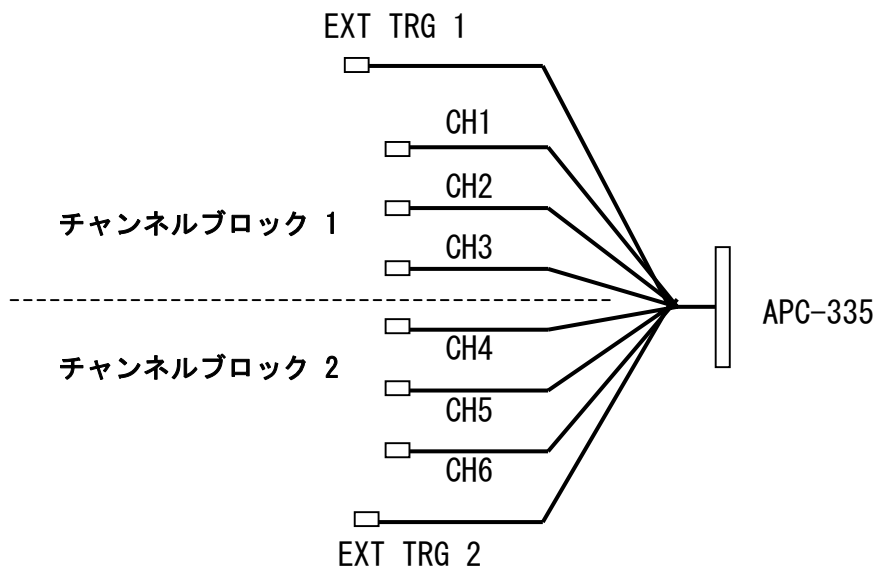 EXT TRG 1
CH1
CH2
チャンネルブロック 1
CH3
APC-335
CH4
チャンネルブロック 2
CH5
CH6
EXT TRG 2